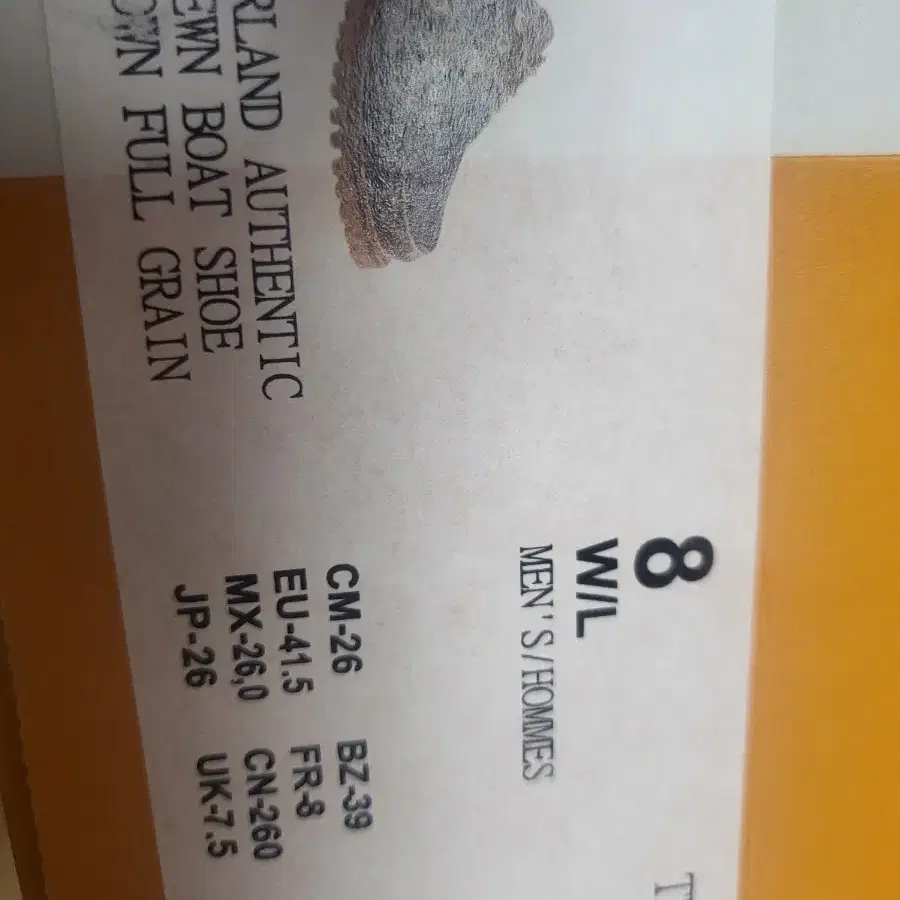 8
W/L
MEN'S/HOMMES
RLAND AUTHENTIC
EWN BOAT SHOE
OWN FULL GRAIN
CM-26 BZ-39
EU-41.5 FR-8
MX-26,0 CN-260
JP-26 UK-7.5
T